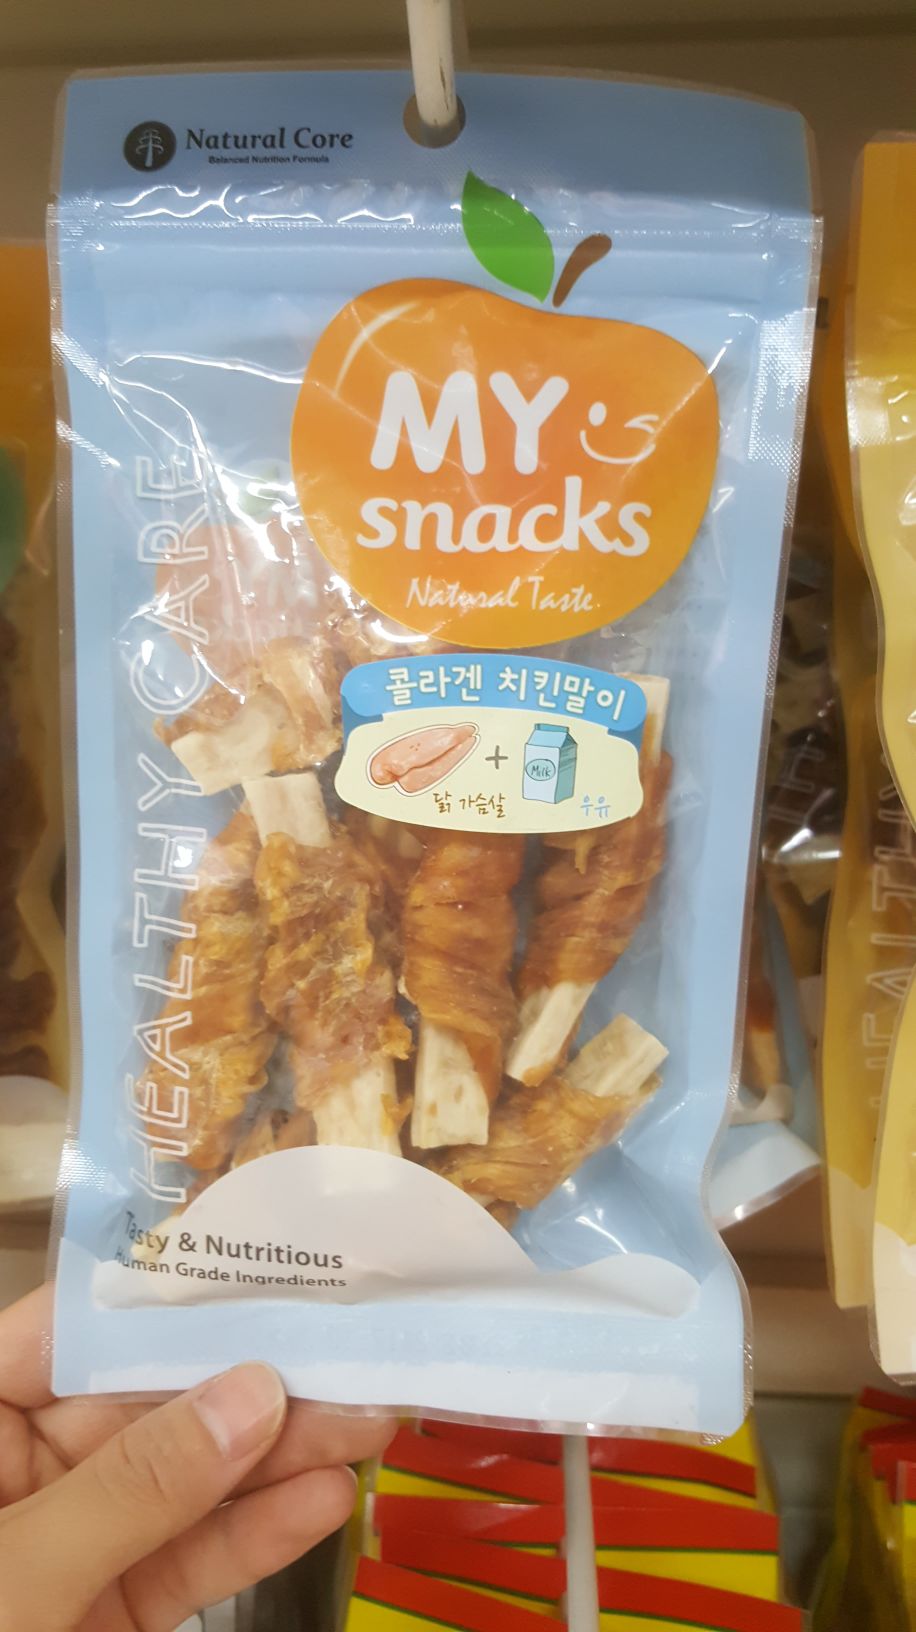 Natural Core
Balanced Nutrition Formula
MY
snacks
Natural Taste
콜라겐 치킨말이
Milk
닭 가슴살
우유
HEALTHY CARE
Tasty & Nutritious
Human Grade Ingredients